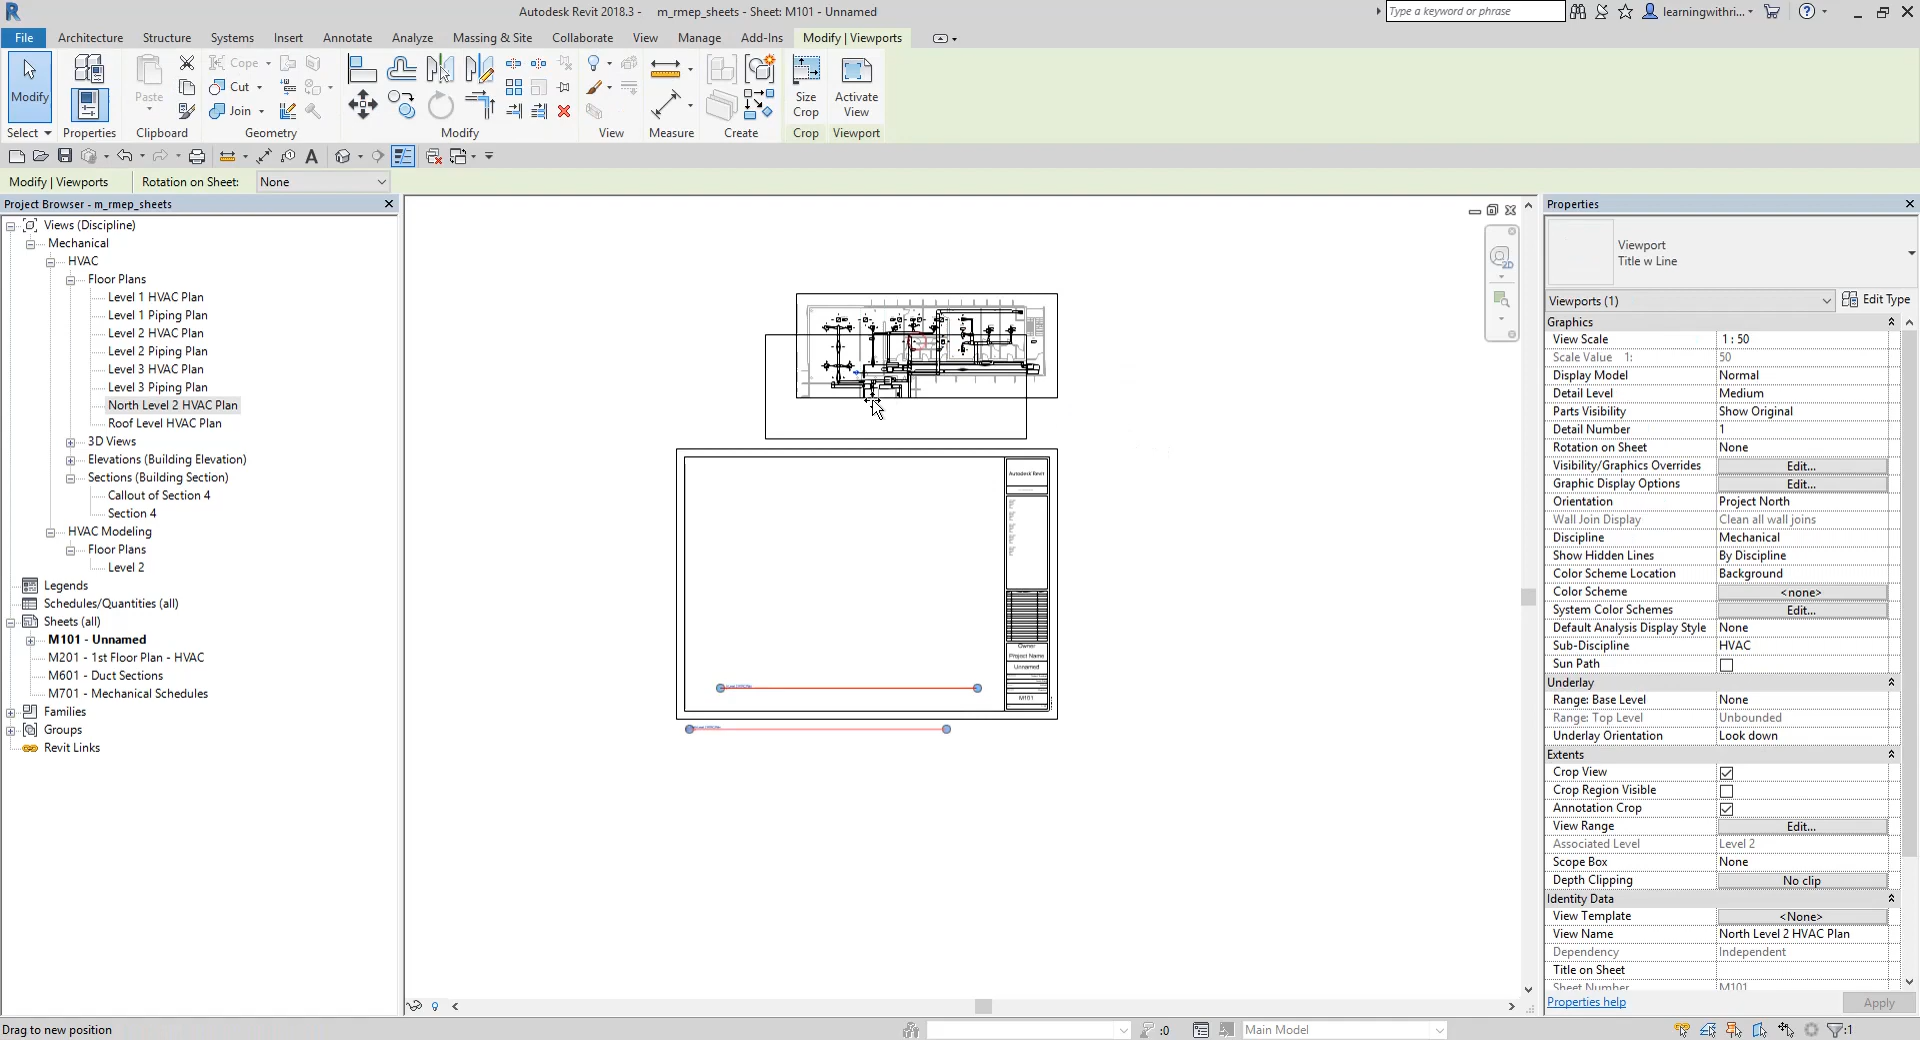 Autodesk Revit 2018.3 -     m_rmep_sheets - Sheet: M101 - Unnamed
Type a keyword or phrase
learningwithri...
File
Architecture
Structure
Systems
Insert
Annotate
Analyze
Massing & Site
Collaborate
View
Manage
Add-Ins
Modify | Viewports
Modify
Paste
Cope
Cut
Join
Size Crop
Activate View
Select
Properties
Clipboard
Geometry
Modify
View
Measure
Create
Crop
Viewport
Modify | Viewports
Rotation on Sheet:
None
Project Browser - m_rmep_sheets
Views (Discipline)
Mechanical
HVAC
Floor Plans
Level 1 HVAC Plan
Level 1 Piping Plan
Level 2 HVAC Plan
Level 2 Piping Plan
Level 3 HVAC Plan
Level 3 Piping Plan
North Level 2 HVAC Plan
Roof Level HVAC Plan
3D Views
Elevations (Building Elevation)
Sections (Building Section)
Callout of Section 4
Section 4
HVAC Modeling
Floor Plans
Level 2
Legends
Schedules/Quantities (all)
Sheets (all)
M101 - Unnamed
M201 - 1st Floor Plan - HVAC
M601 - Duct Sections
M701 - Mechanical Schedules
Families
Groups
Revit Links
2D
Autodesk Revit
Owner
Project Name
Unnamed
M101
Properties
Viewport
Title w Line
Viewports (1)
Edit Type
Graphics
View Scale 1 : 50
Scale Value 1: 50
Display Model Normal
Detail Level Medium
Parts Visibility Show Original
Detail Number 1
Rotation on Sheet None
Visibility/Graphics Overrides Edit...
Graphic Display Options Edit...
Orientation Project North
Wall Join Display Clean all wall joins
Discipline Mechanical
Show Hidden Lines By Discipline
Color Scheme Location Background
Color Scheme <none>
System Color Schemes Edit...
Default Analysis Display Style None
Sub-Discipline HVAC
Sun Path
Underlay
Range: Base Level None
Range: Top Level Unbounded
Underlay Orientation Look down
Extents
Crop View
Crop Region Visible
Annotation Crop
View Range Edit...
Associated Level Level 2
Scope Box None
Depth Clipping No clip
Identity Data
View Template <None>
View Name North Level 2 HVAC Plan
Dependency Independent
Title on Sheet
Sheet Number M101
Properties help
Apply
Drag to new position
:0
Main Model
:1